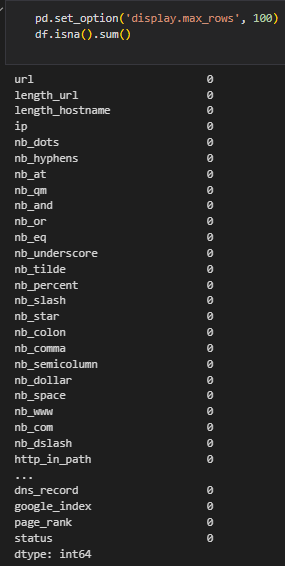 pd.set_option('display.max_rows', 100)
df.isna().sum()
url 0
length_url 0
length_hostname 0
ip 0
nb_dots 0
nb_hyphens 0
nb_at 0
nb_qm 0
nb_and 0
nb_or 0
nb_eq 0
nb_underscore 0
nb_tilde 0
nb_percent 0
nb_slash 0
nb_star 0
nb_colon 0
nb_comma 0
nb_semicolumn 0
nb_dollar 0
nb_space 0
nb_www 0
nb_com 0
nb_dslash 0
http_in_path 0
...
dns_record 0
google_index 0
page_rank 0
status 0
dtype: int64